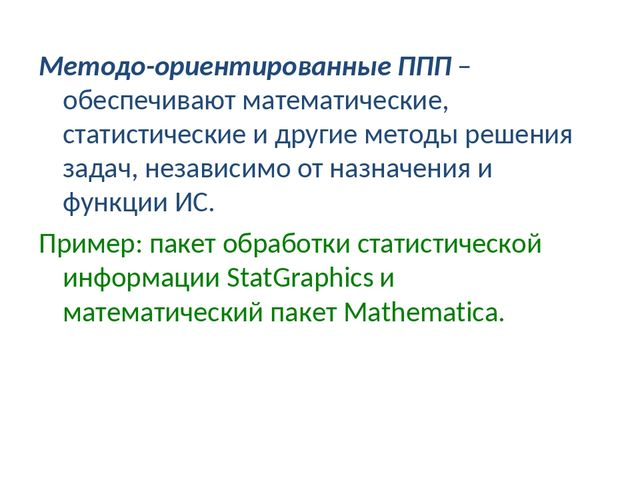 Методо-ориентированные ППП –
обеспечивают математические,
статистические и другие методы решения
задач, независимо от назначения и
функции ИС.
Пример: пакет обработки статистической
информации StatGraphics и
математический пакет Mathematica.